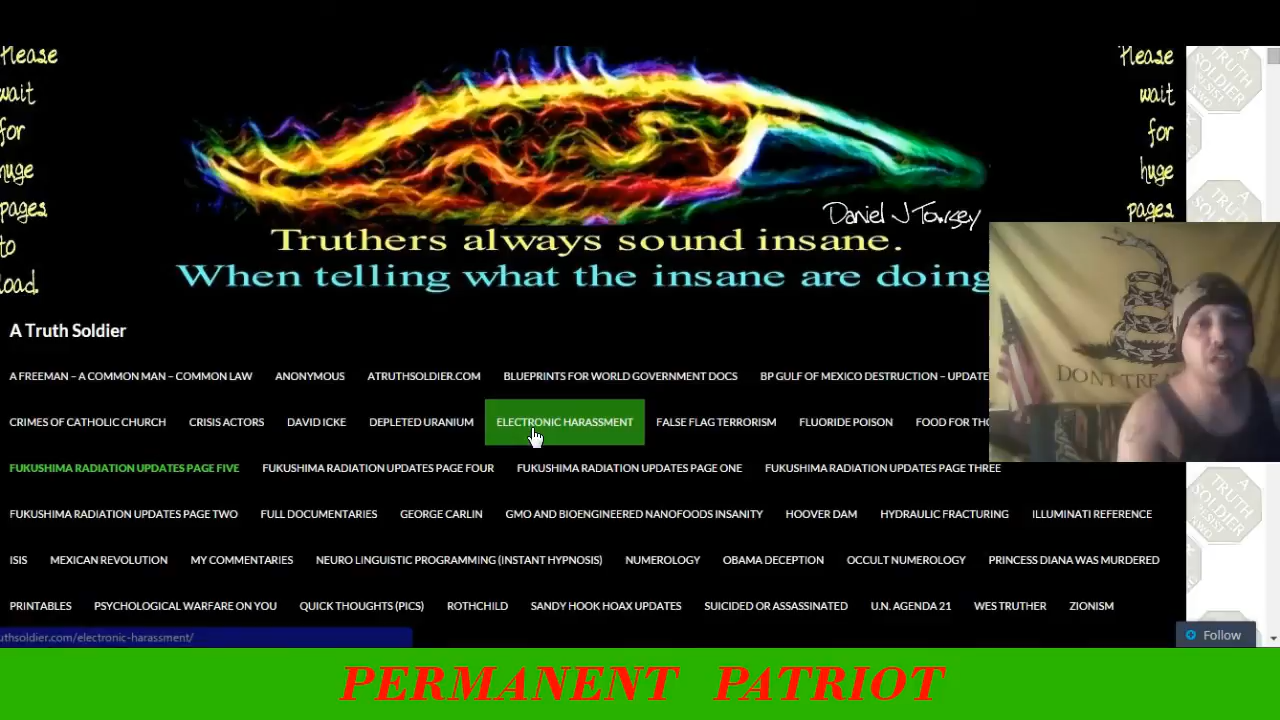 Please
wait
for
huge
pages
to
load.
Please
wait
for
huge
pages
Daniel J Towsey
Truthers always sound insane.
When telling what the insane are doing
A Truth Soldier
A FREEMAN – A COMMON MAN – COMMON LAW ANONYMOUS ATRUTHSOLDIER.COM BLUEPRINTS FOR WORLD GOVERNMENT DOCS BP GULF OF MEXICO DESTRUCTION – UPDATE
CRIMES OF CATHOLIC CHURCH CRISIS ACTORS DAVID ICKE DEPLETED URANIUM ELECTRONIC HARASSMENT FALSE FLAG TERRORISM FLUORIDE POISON FOOD FOR THO
FUKUSHIMA RADIATION UPDATES PAGE FIVE FUKUSHIMA RADIATION UPDATES PAGE FOUR FUKUSHIMA RADIATION UPDATES PAGE ONE FUKUSHIMA RADIATION UPDATES PAGE THREE
FUKUSHIMA RADIATION UPDATES PAGE TWO FULL DOCUMENTARIES GEORGE CARLIN GMO AND BIOENGINEERED NANOFOODS INSANITY HOOVER DAM HYDRAULIC FRACTURING ILLUMINATI REFERENCE
ISIS MEXICAN REVOLUTION MY COMMENTARIES NEURO LINGUISTIC PROGRAMMING (INSTANT HYPNOSIS) NUMEROLOGY OBAMA DECEPTION OCCULT NUMEROLOGY PRINCESS DIANA WAS MURDERED
PRINTABLES PSYCHOLOGICAL WARFARE ON YOU QUICK THOUGHTS (PICS) ROTHCHILD SANDY HOOK HOAX UPDATES SUICIDED OR ASSASSINATED U.N. AGENDA 21 WES TRUTHER ZIONISM
DON'T TRE
A
TRUTH
SOLDIER
RESIST
NWO
uthsoldier.com/electronic-harassment/
Follow
PERMANENT PATRIOT